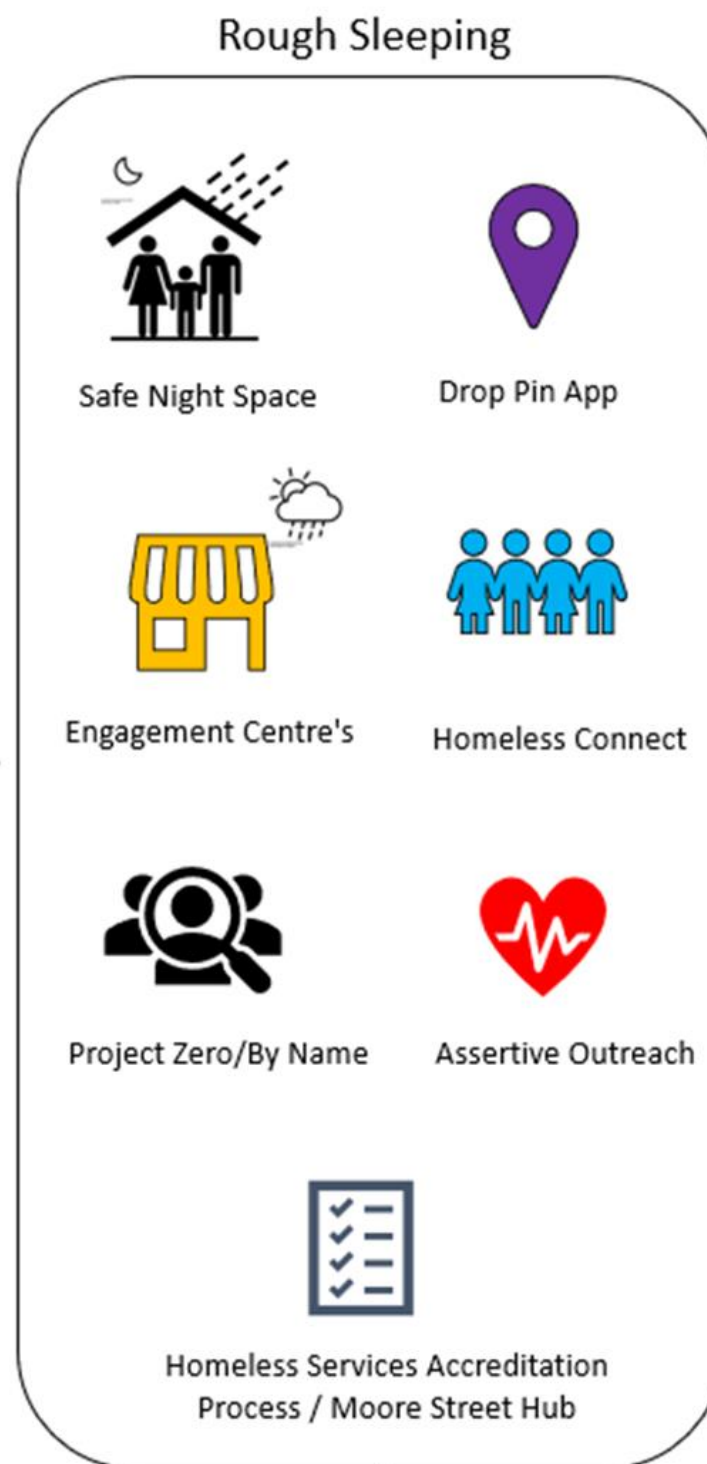 Rough Sleeping
Safe Night Space
Drop Pin App
Engagement Centre's
Homeless Connect
Project Zero/By Name
Assertive Outreach
Homeless Services Accreditation
Process / Moore Street Hub